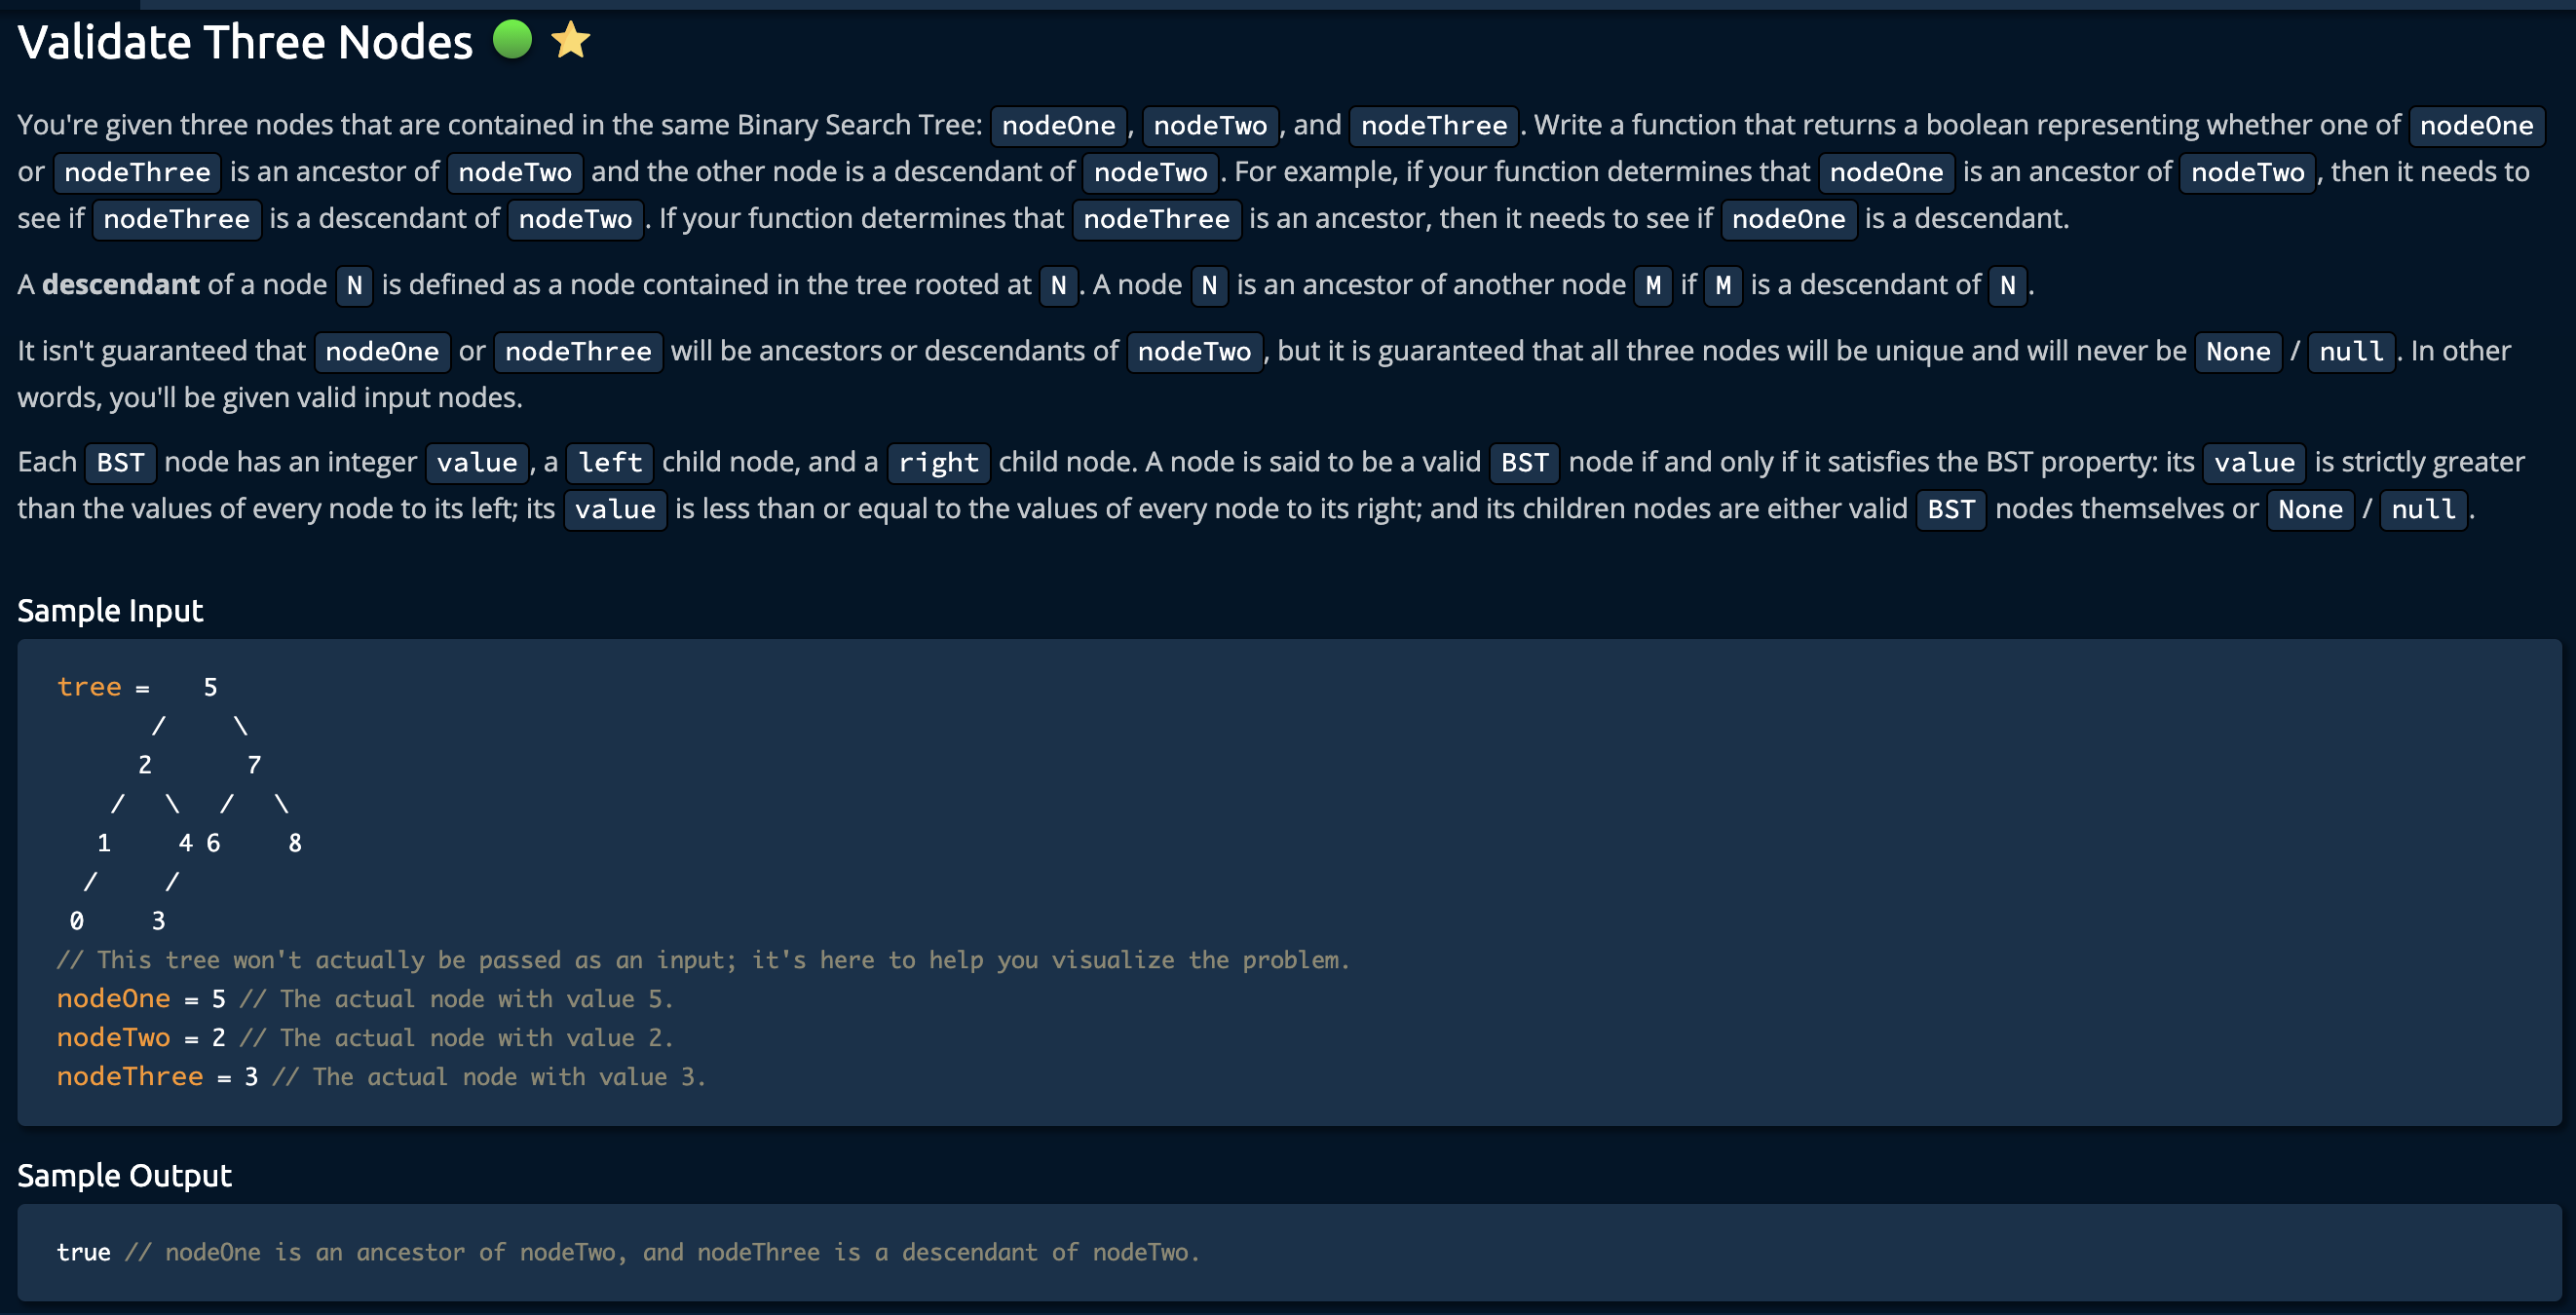 Validate Three Nodes
You're given three nodes that are contained in the same Binary Search Tree: nodeOne , nodeTwo , and nodeThree . Write a function that returns a boolean representing whether one of nodeOne
or nodeThree is an ancestor of nodeTwo and the other node is a descendant of nodeTwo . For example, if your function determines that nodeOne is an ancestor of nodeTwo , then it needs to
see if nodeThree is a descendant of nodeTwo . If your function determines that nodeThree is an ancestor, then it needs to see if nodeOne is a descendant.
A descendant of a node N is defined as a node contained in the tree rooted at N . A node N is an ancestor of another node M if M is a descendant of N .
It isn't guaranteed that nodeOne or nodeThree will be ancestors or descendants of nodeTwo , but it is guaranteed that all three nodes will be unique and will never be None / null . In other
words, you'll be given valid input nodes.
Each BST node has an integer value , a left child node, and a right child node. A node is said to be a valid BST node if and only if it satisfies the BST property: its value is strictly greater
than the values of every node to its left; its value is less than or equal to the values of every node to its right; and its children nodes are either valid BST nodes themselves or None / null .
Sample Input
tree =    5
       /     \
      2       7
    /   \   /   \
   1     4 6     8
  /     /
 0     3
// This tree won't actually be passed as an input; it's here to help you visualize the problem.
nodeOne = 5 // The actual node with value 5.
nodeTwo = 2 // The actual node with value 2.
nodeThree = 3 // The actual node with value 3.
Sample Output
true // nodeOne is an ancestor of nodeTwo, and nodeThree is a descendant of nodeTwo.